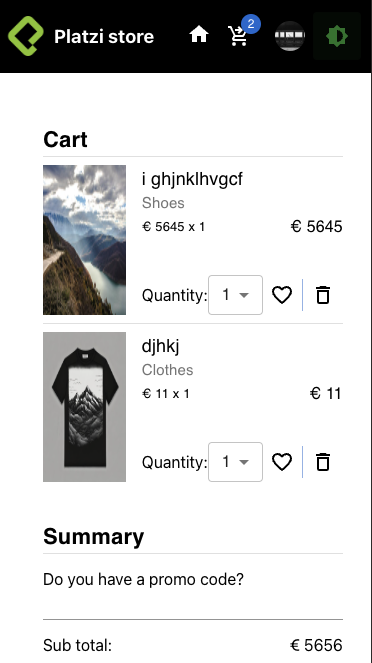 Platzi store
2
Cart
i ghjnklhvgcf
Shoes
€ 5645 x 1
€ 5645
Quantity:
1
djhkj
Clothes
€ 11 x 1
€ 11
Quantity:
1
Summary
Do you have a promo code?
Sub total:
€ 5656